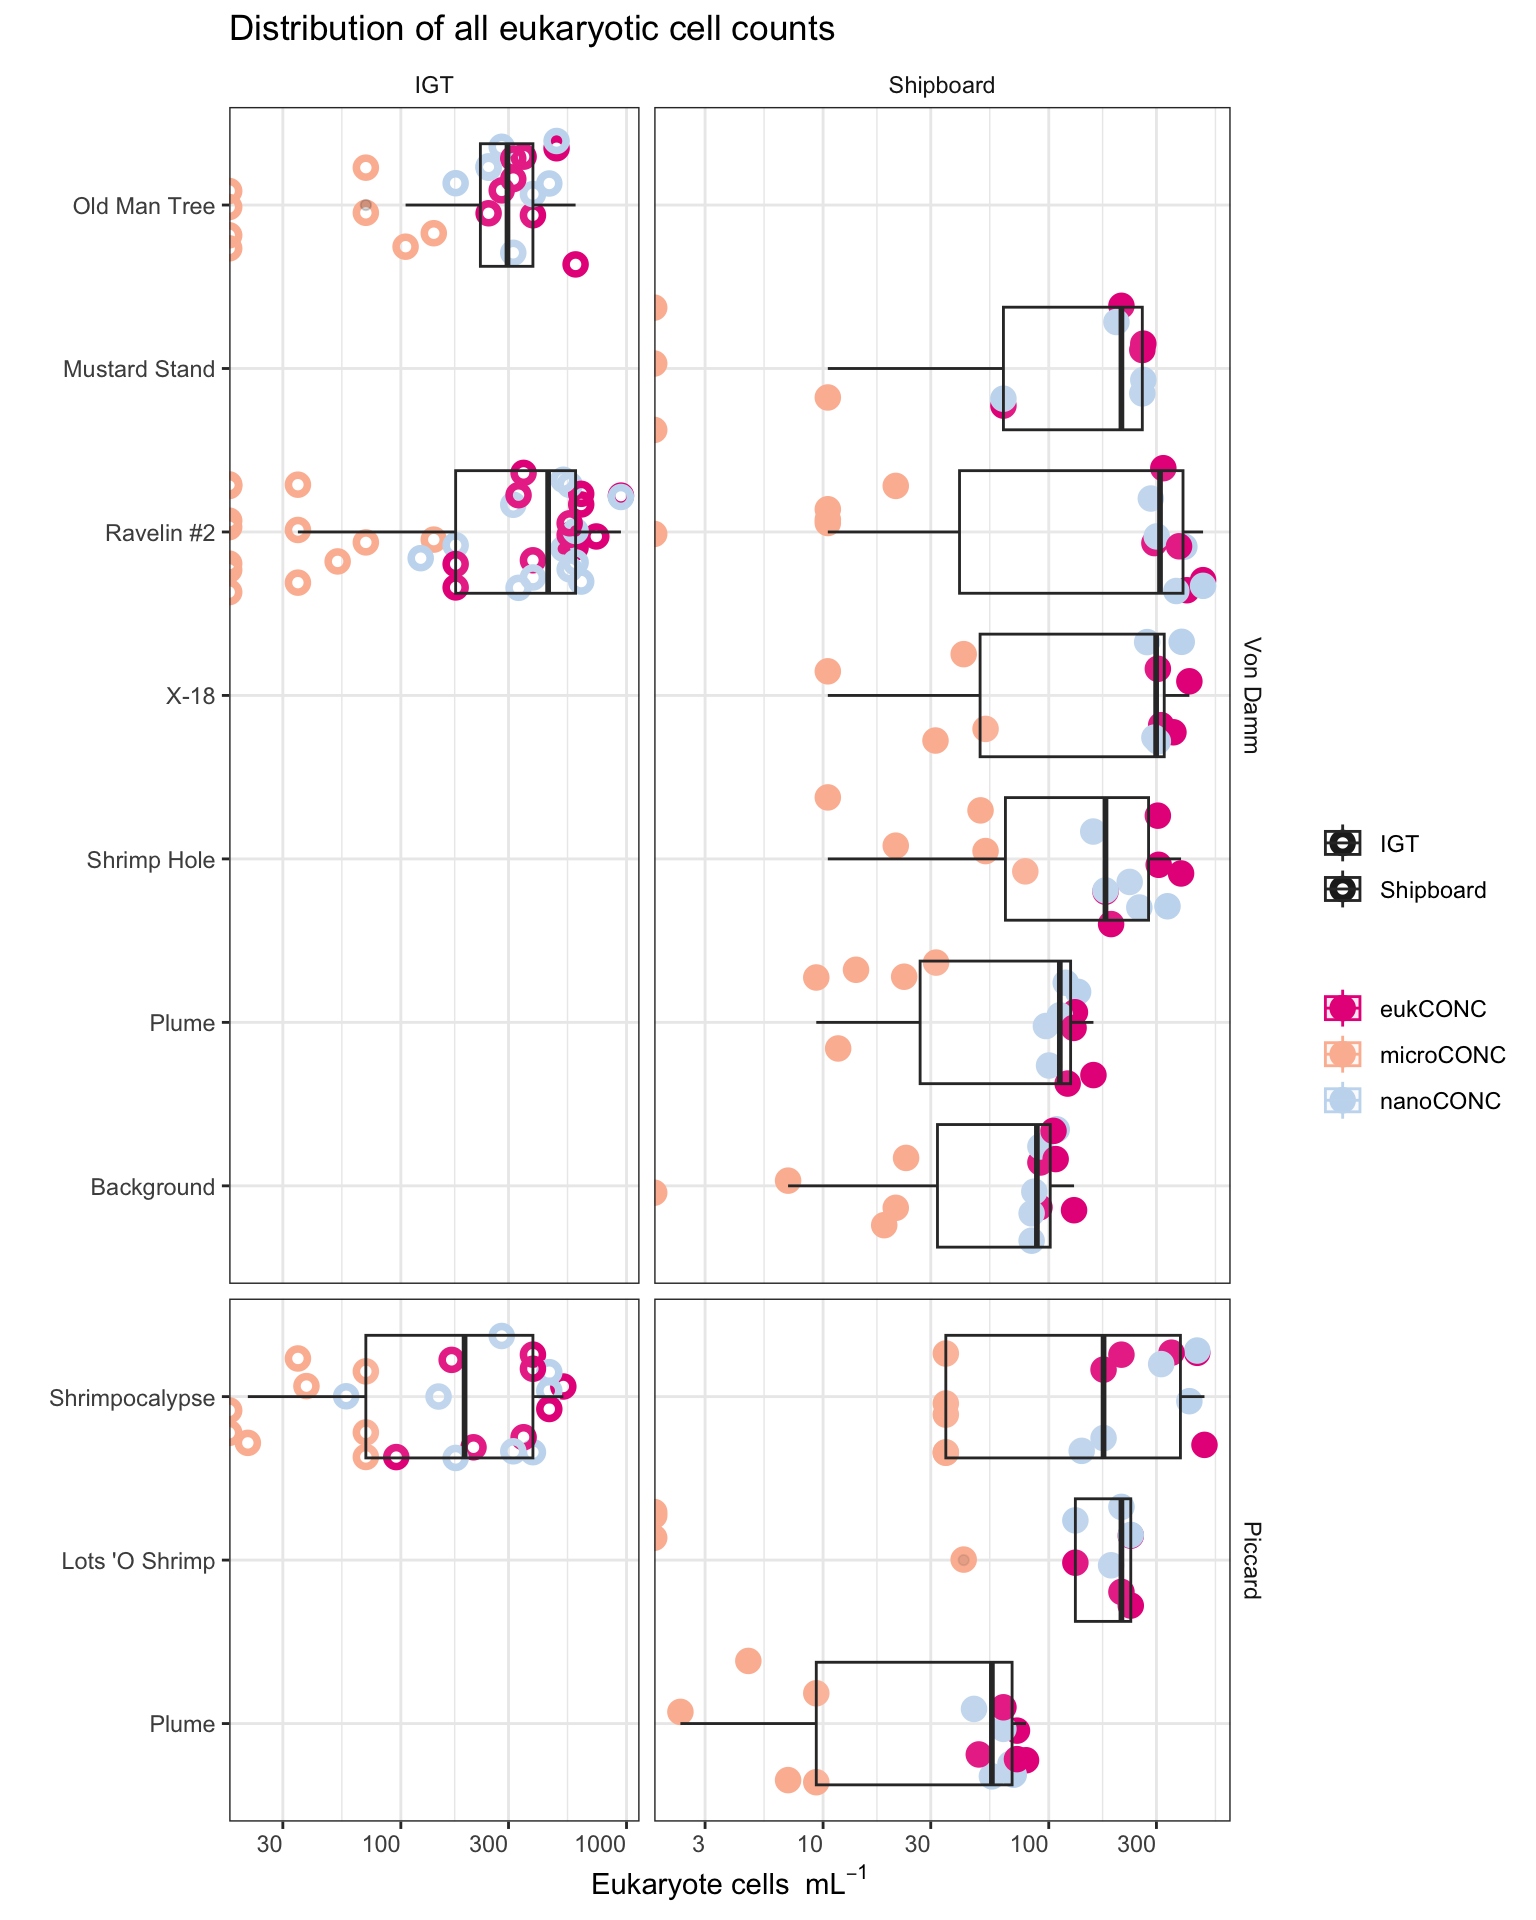 Distribution of all eukaryotic cell counts
IGT
Shipboard
Old Man Tree
Mustard Stand
Ravelin #2
X-18
Shrimp Hole
Plume
Background
Von Damm
Shrimpocalypse
Lots 'O Shrimp
Plume
Piccard
30 100 300 1000
3 10 30 100 300
Eukaryote cells mL⁻¹
IGT
Shipboard
eukCONC
microCONC
nanoCONC